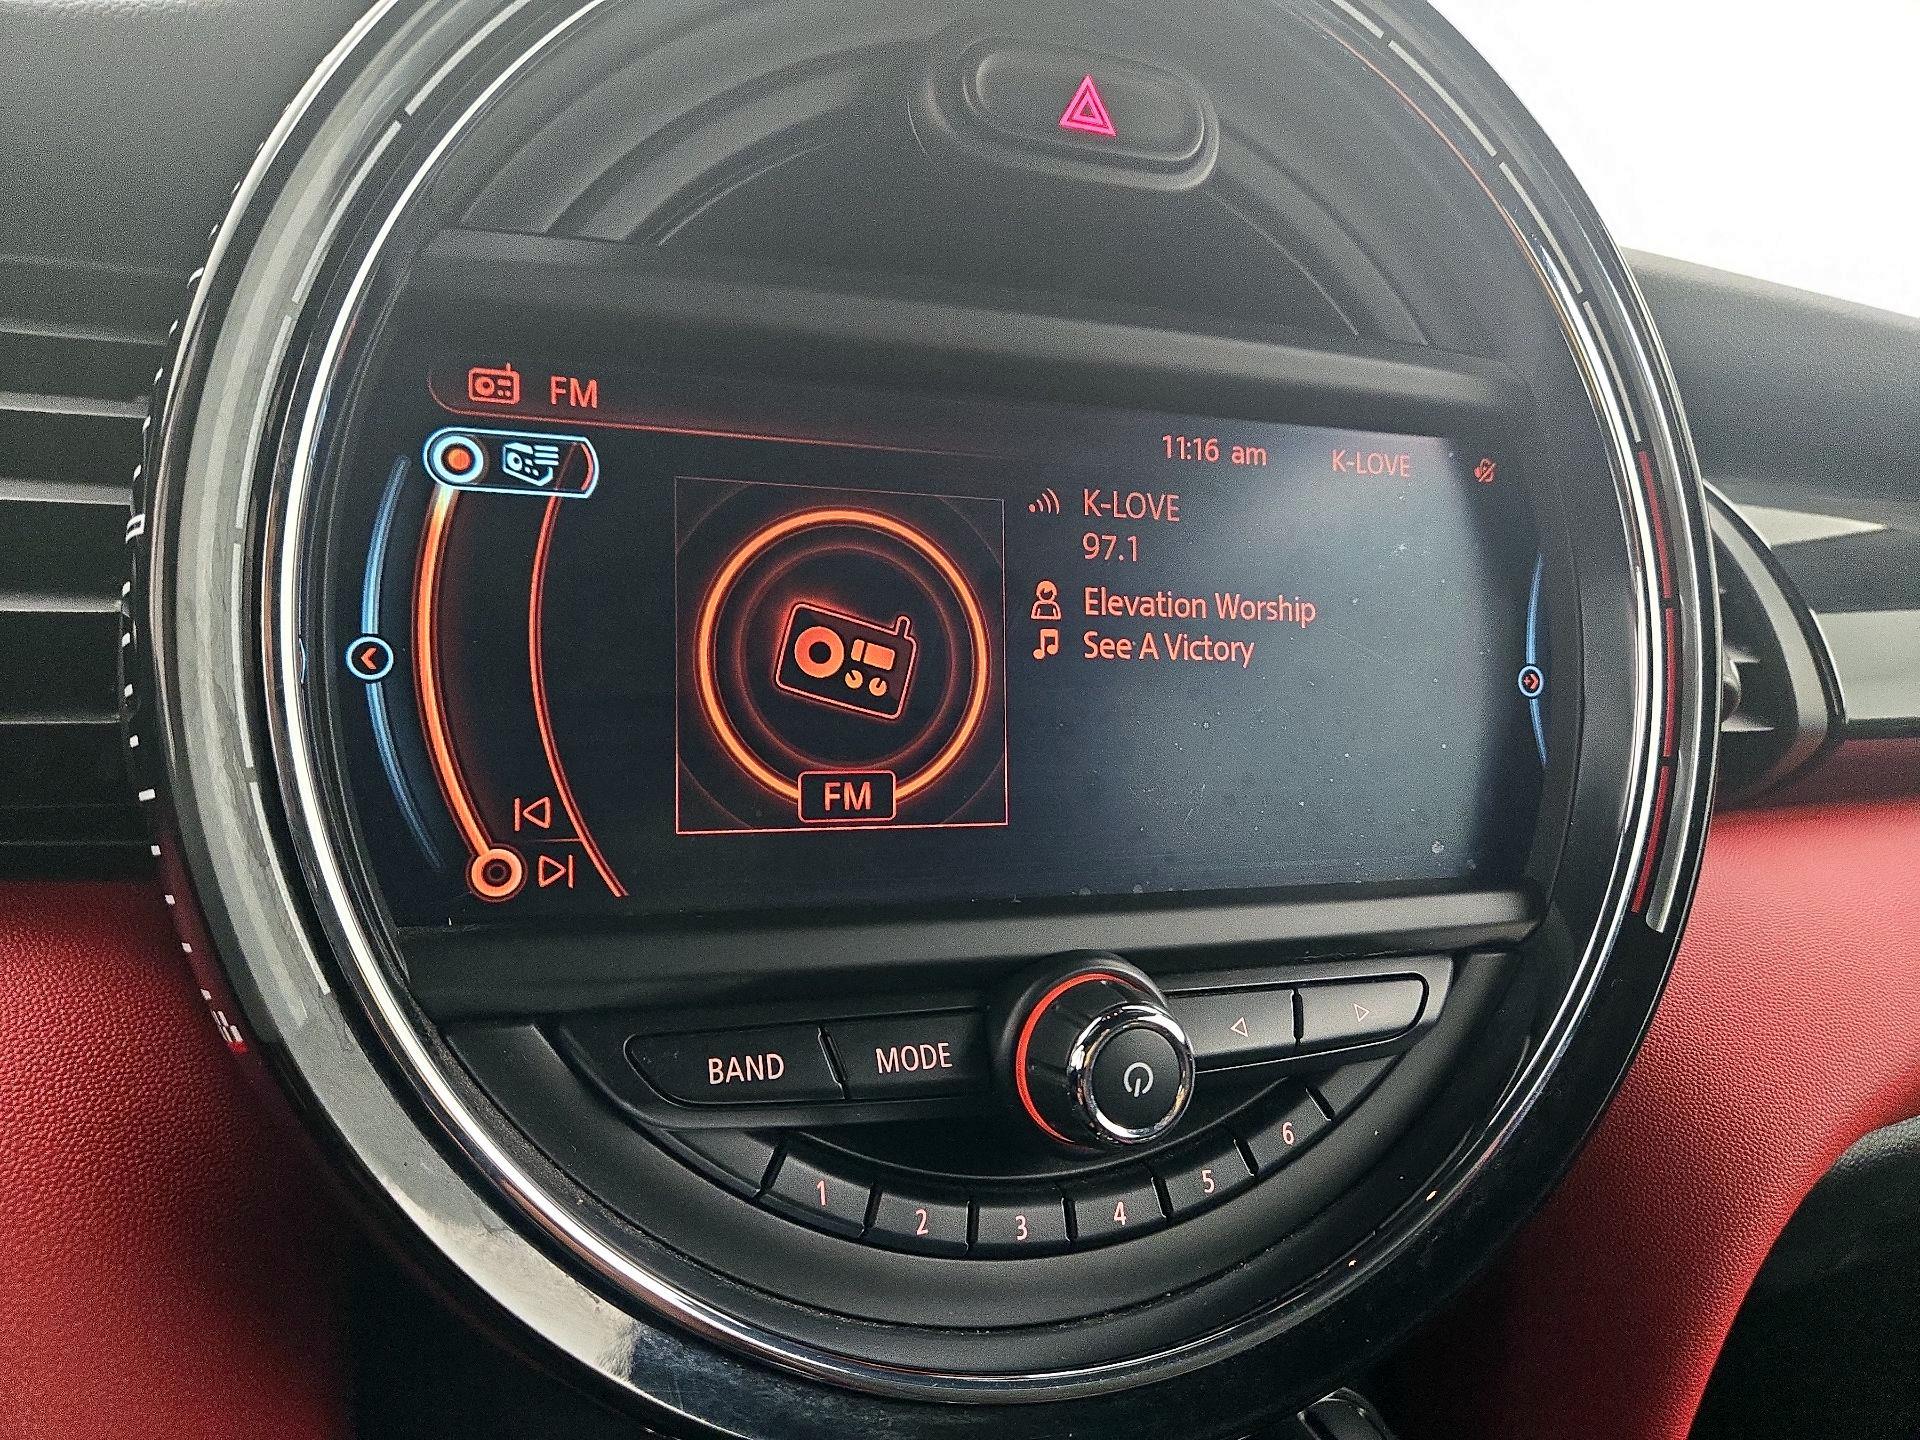 FM
11:16 am K-LOVE
K-LOVE
97.1
Elevation Worship
See A Victory
FM
BAND MODE
1 2 3 4 5 6